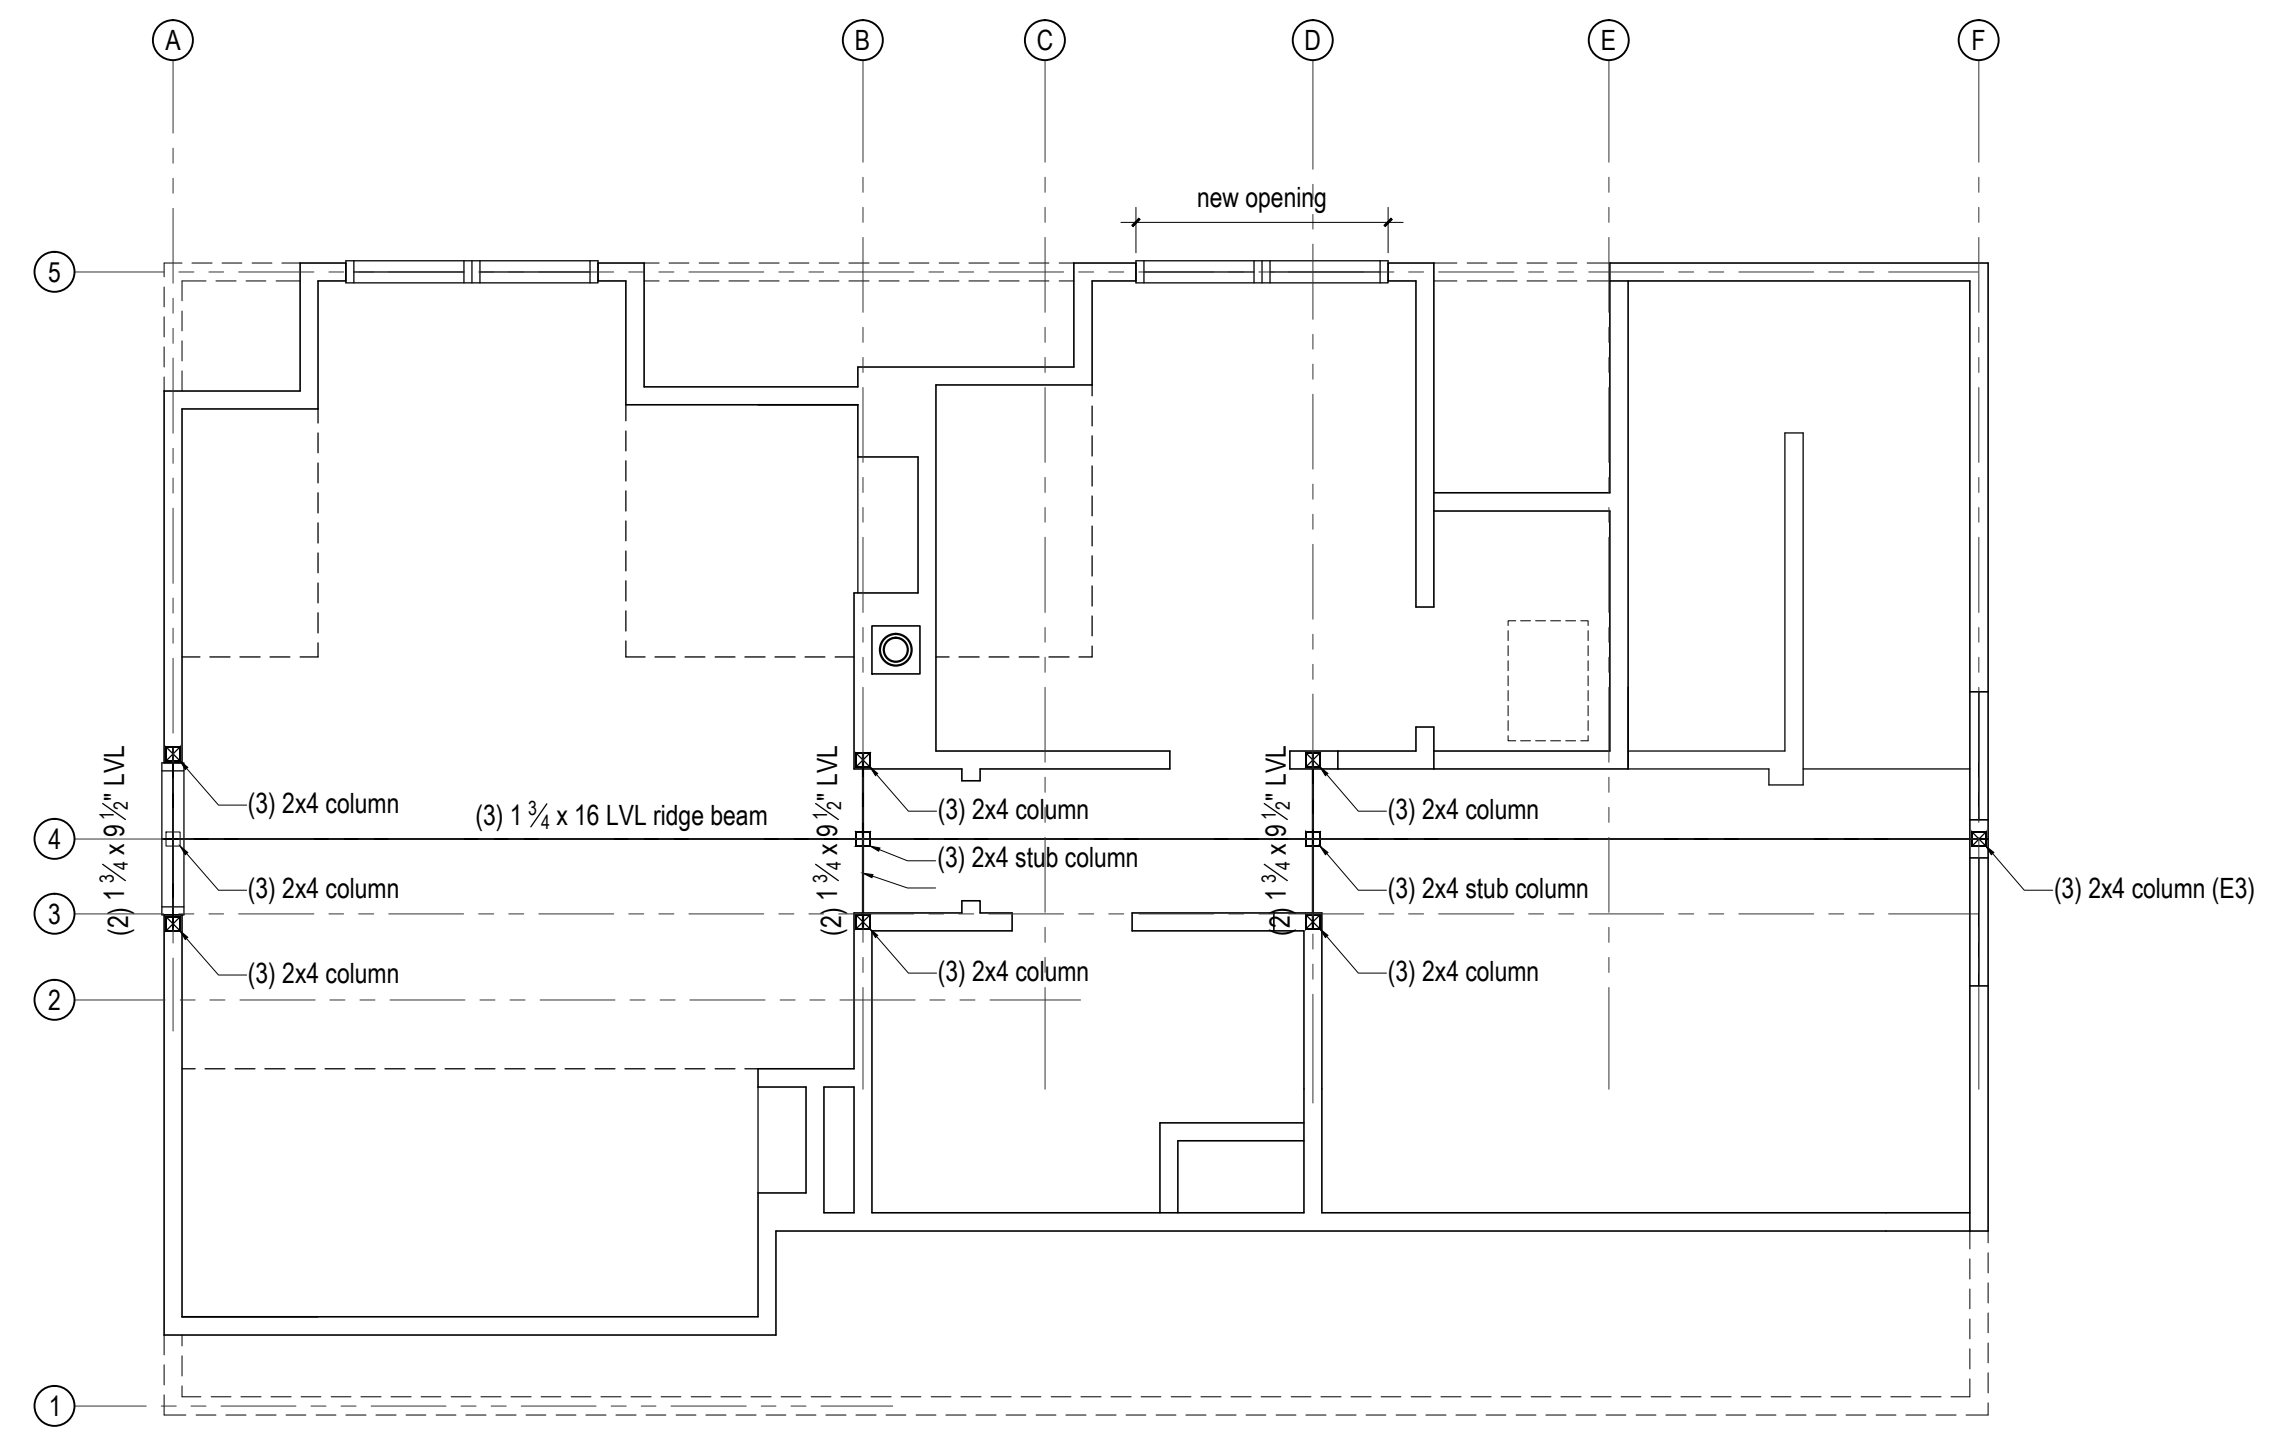 A
B
C
D
E
F
new opening
5
(2) 1 3/4 x 9 1/2" LVL
(2) 1 3/4 x 9 1/2" LVL
(2) 1 3/4 x 9 1/2" LVL
(3) 2x4 column
(3) 1 3/4 x 16 LVL ridge beam
(3) 2x4 column
(3) 2x4 column
4
(3) 2x4 stub column
(3) 2x4 column
(3) 2x4 stub column
(3) 2x4 column (E3)
3
(3) 2x4 column
(3) 2x4 column
(3) 2x4 column
2
1